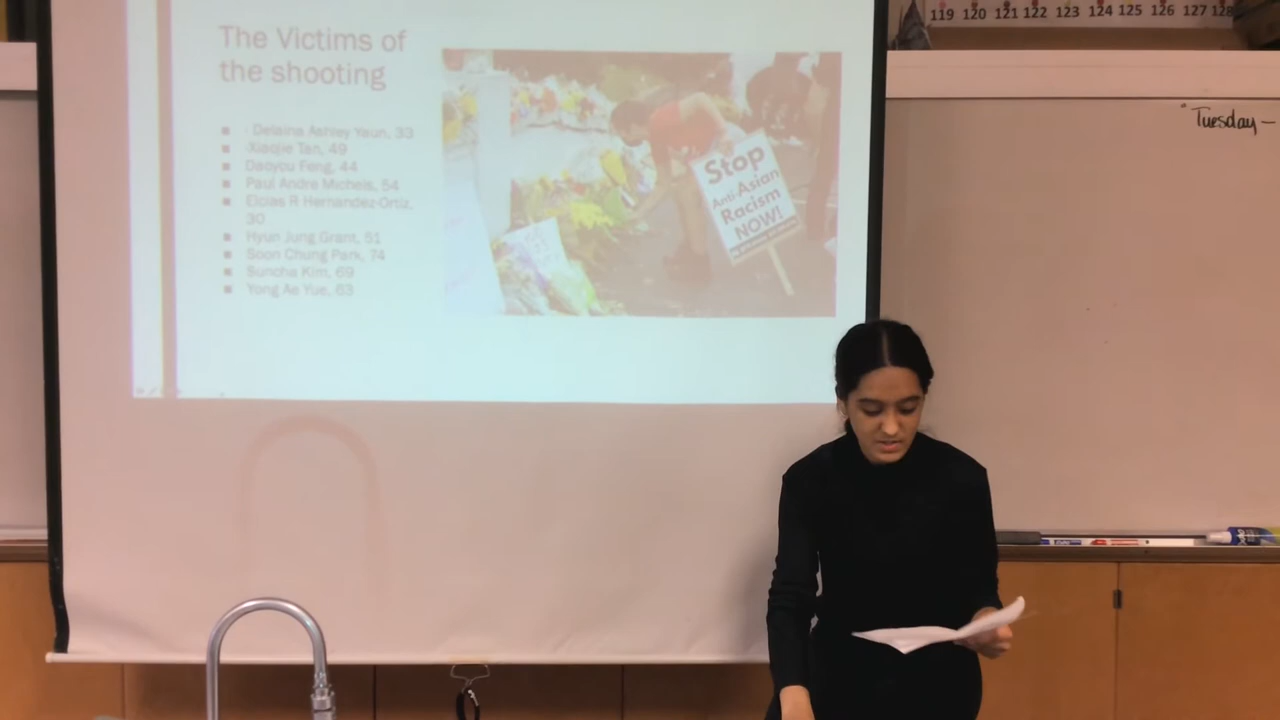 119 120 121 122 123 124 125 126 127 128
"Tuesday –
The Victims of
the shooting
■ Delaina Ashley Yaun, 33
■ Xiaojie Tan, 49
■ Daoyou Feng, 44
■ Paul Andre Michels, 54
■ Elcias R Hernandez-Ortiz,
30
■ Hyun Jung Grant, 51
■ Soon Chung Park, 74
■ Suncha Kim, 69
■ Yong Ae Yue, 63
Stop
Anti-Asian
Racism
NOW!